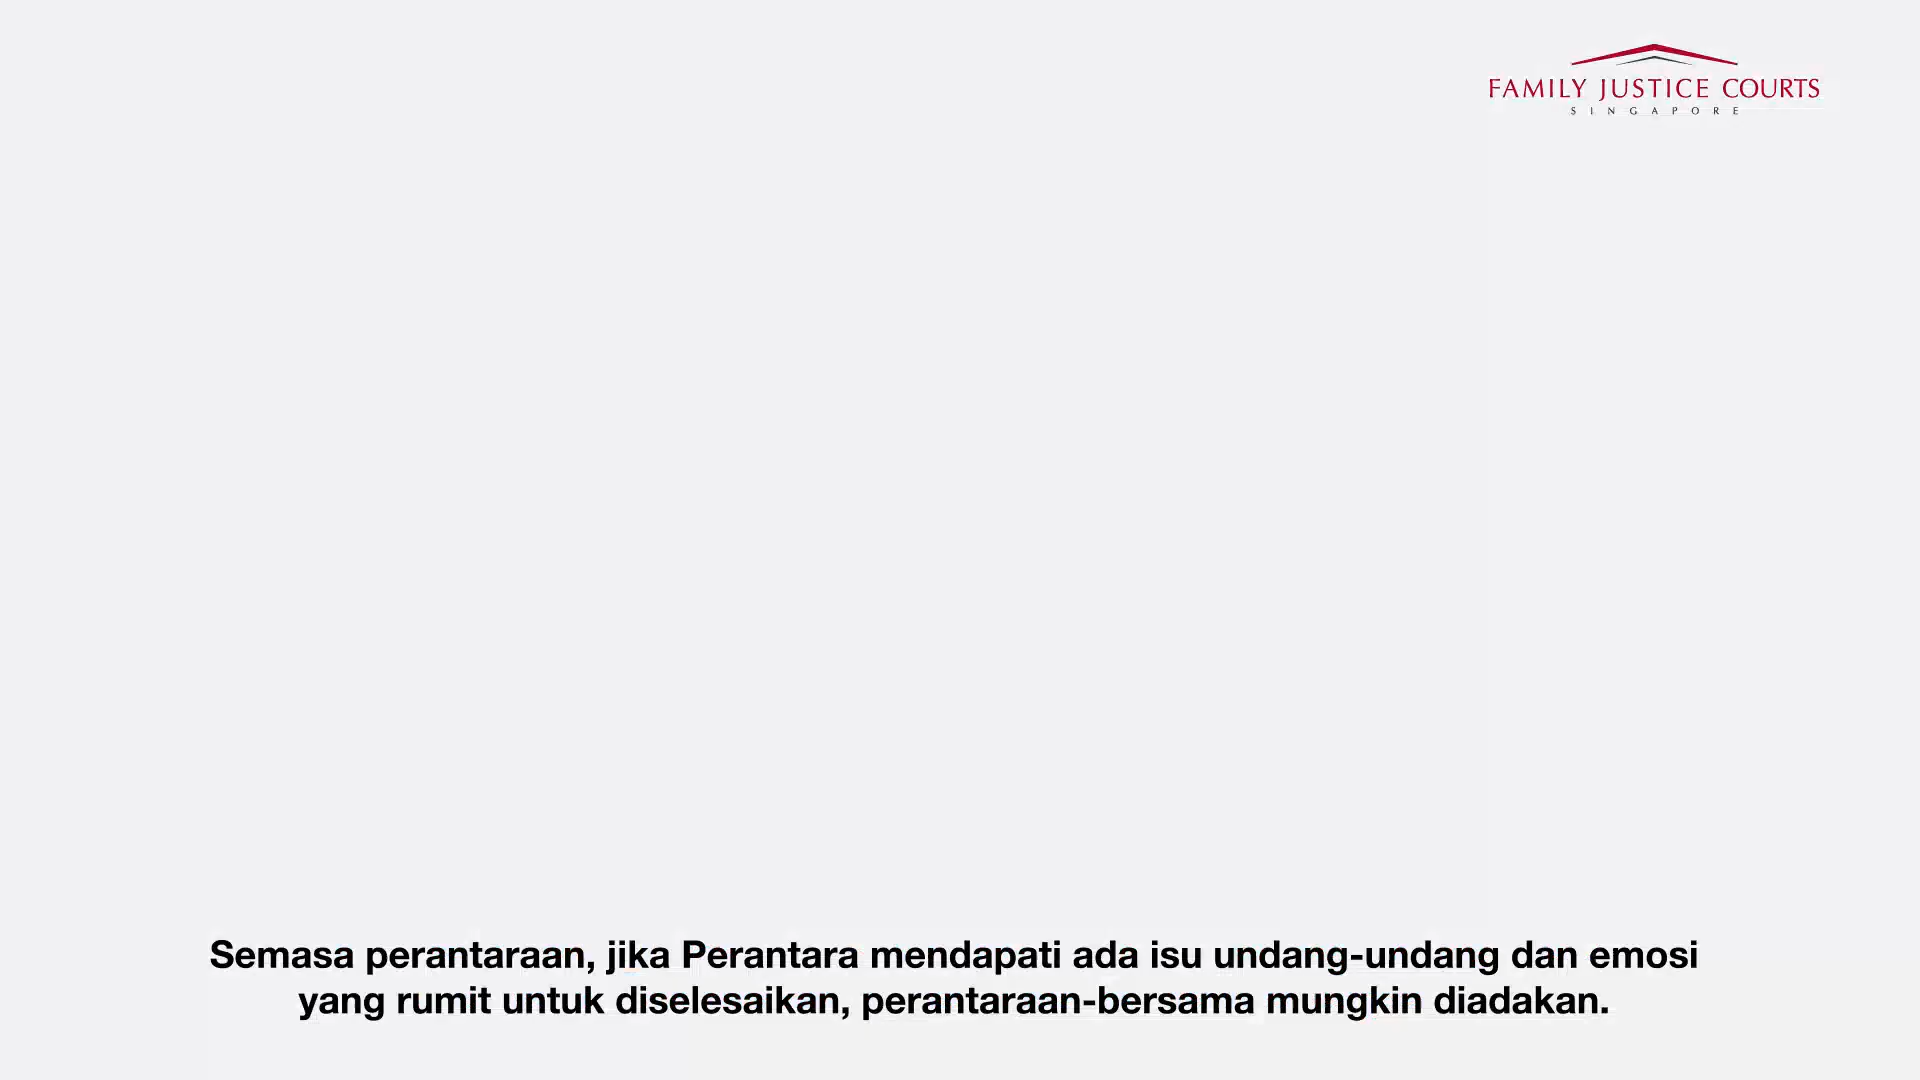 FAMILY JUSTICE COURTS
SINGAPORE
Semasa perantaraan, jika Perantara mendapati ada isu undang-undang dan emosi
yang rumit untuk diselesaikan, perantaraan-bersama mungkin diadakan.